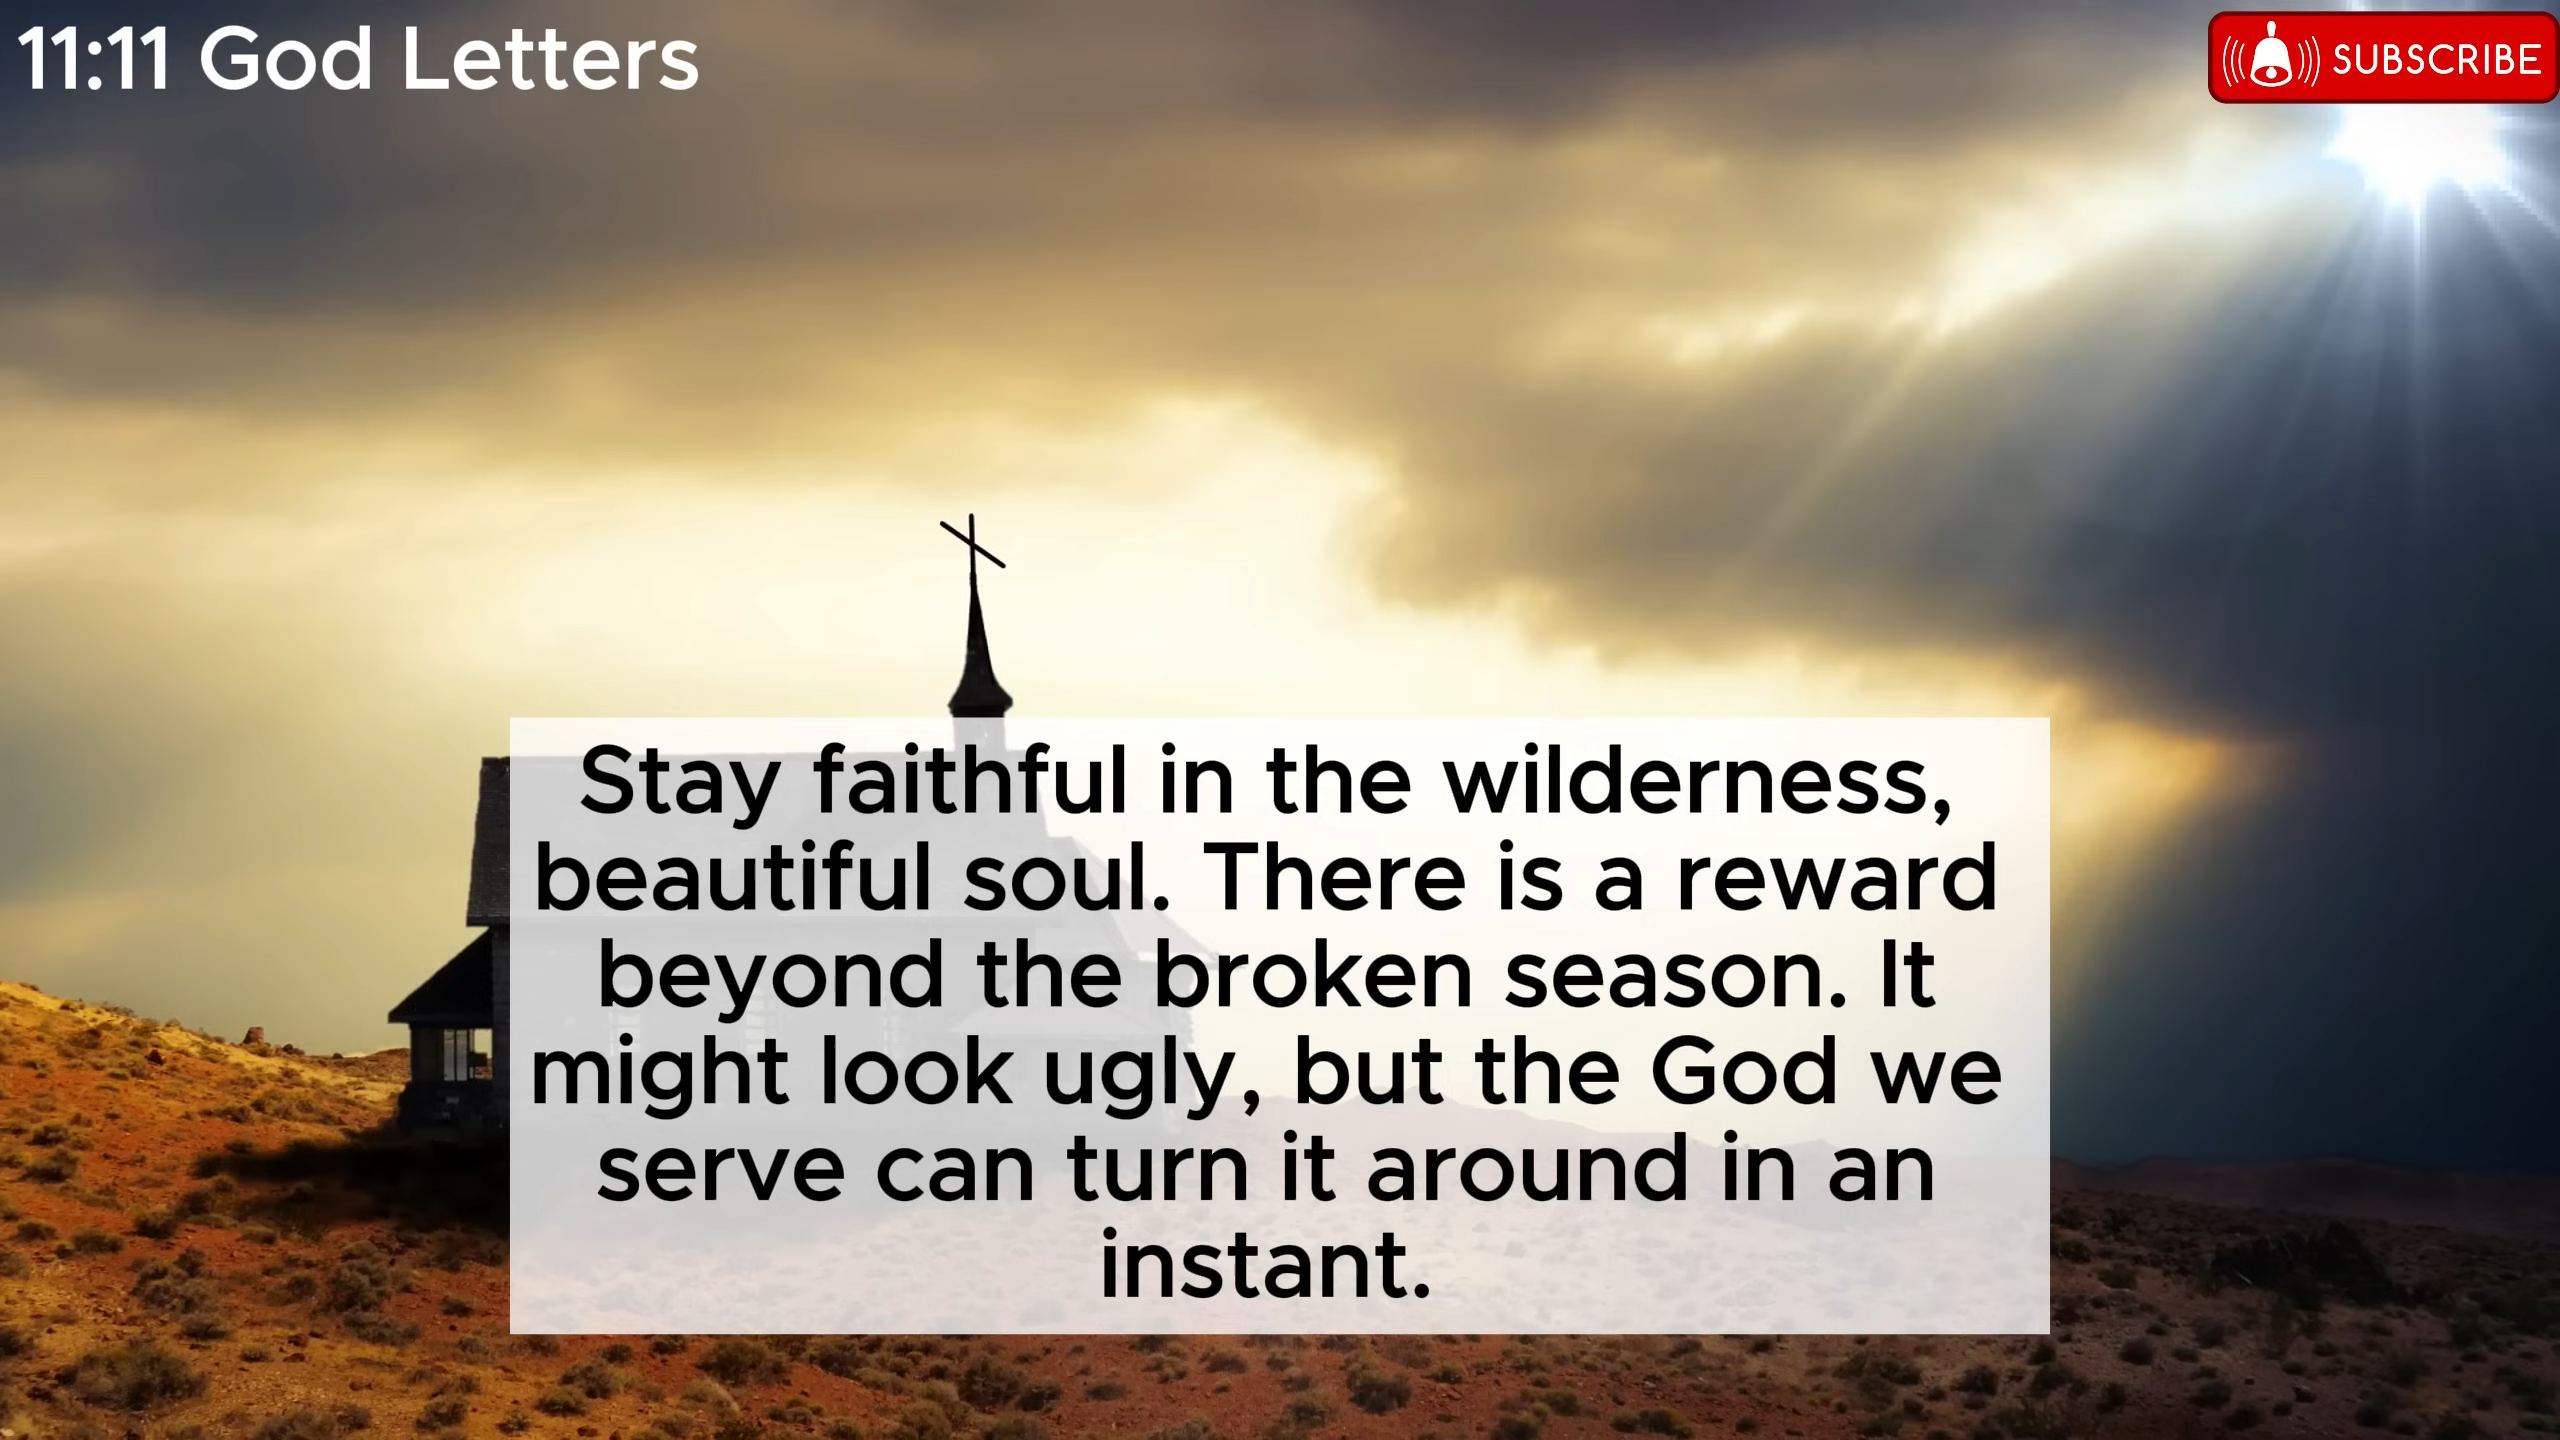 11:11 God Letters
SUBSCRIBE
Stay faithful in the wilderness,
beautiful soul. There is a reward
beyond the broken season. It
might look ugly, but the God we
serve can turn it around in an
instant.